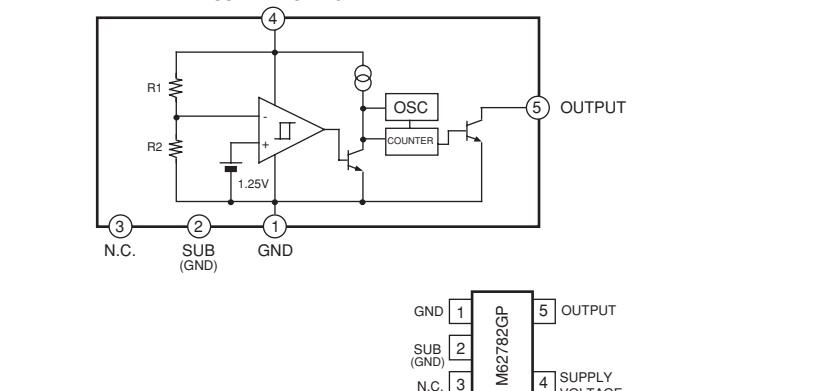 4
R1
OSC
5 OUTPUT
-
R2
COUNTER
+
1.25V
3
2
1
N.C.
SUB
GND
(GND)
GND 1
5 OUTPUT
M62782GP
SUB 2
(GND)
N.C. 3
4 SUPPLY
VOLTAGE